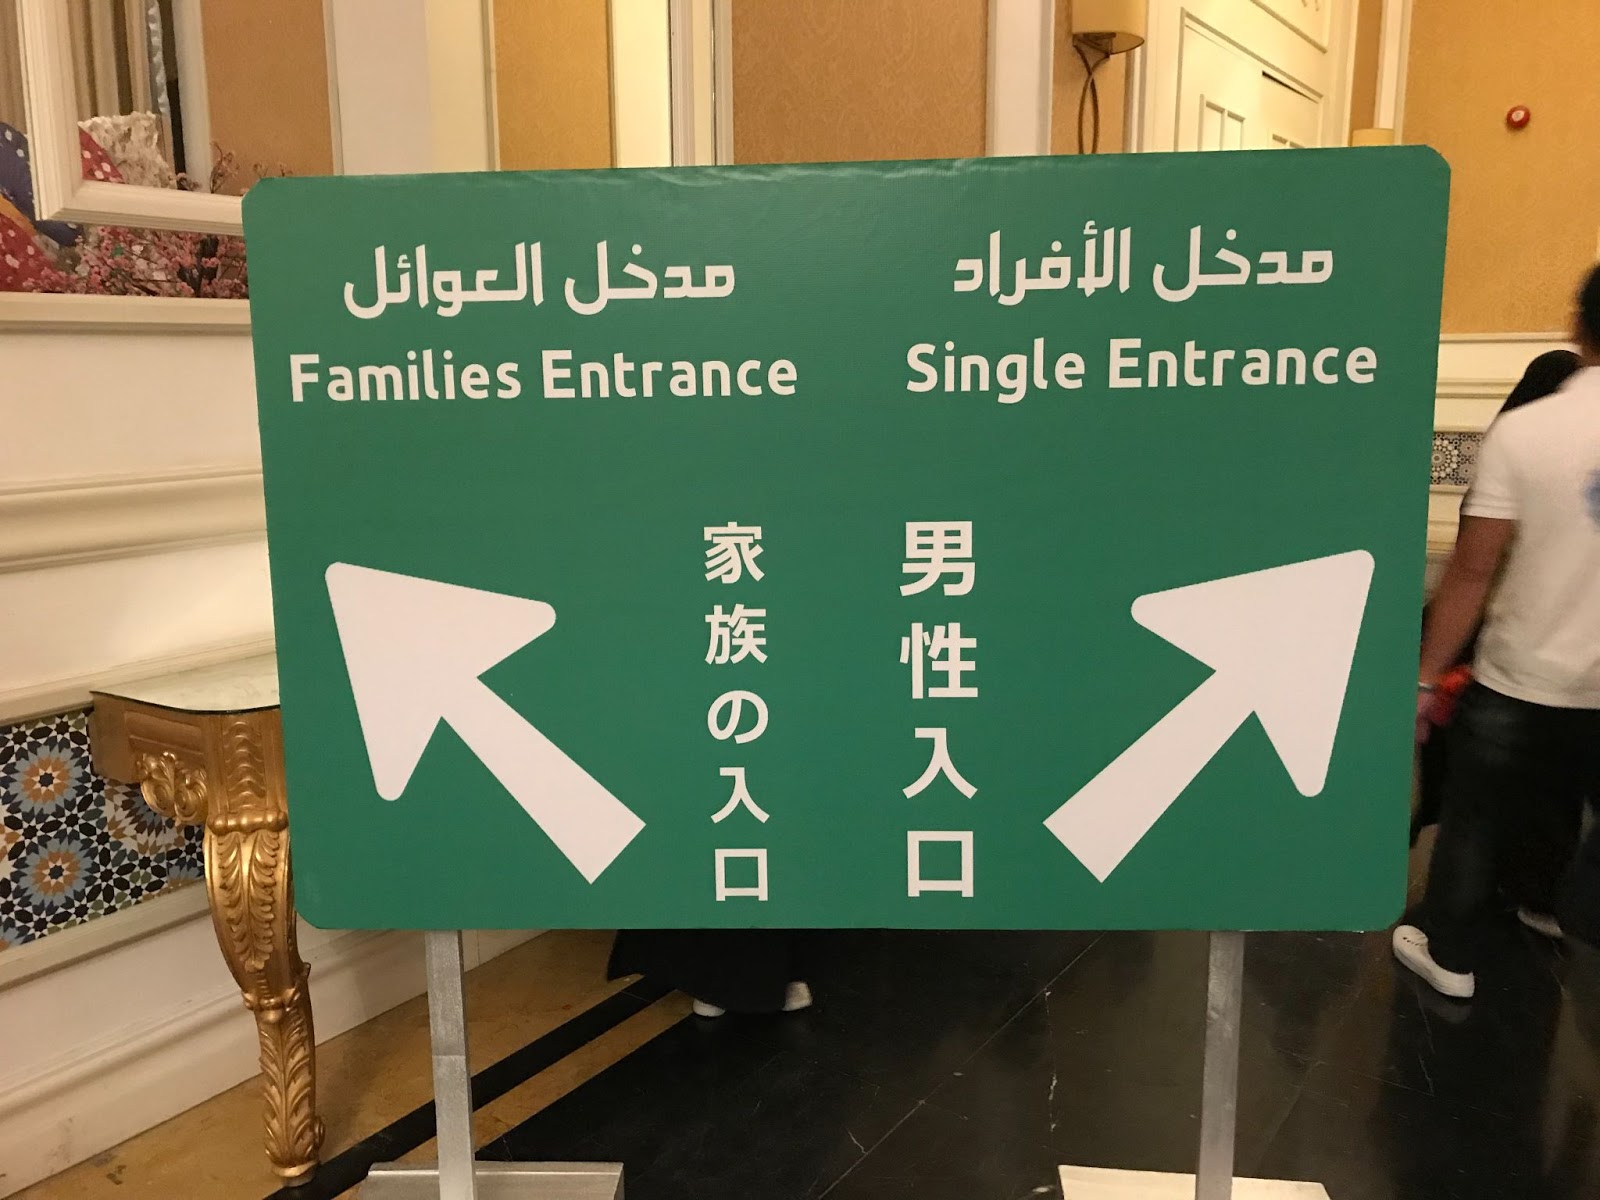 مدخل العوائل
Families Entrance
家族の入口
مدخل الأفراد
Single Entrance
男性入口